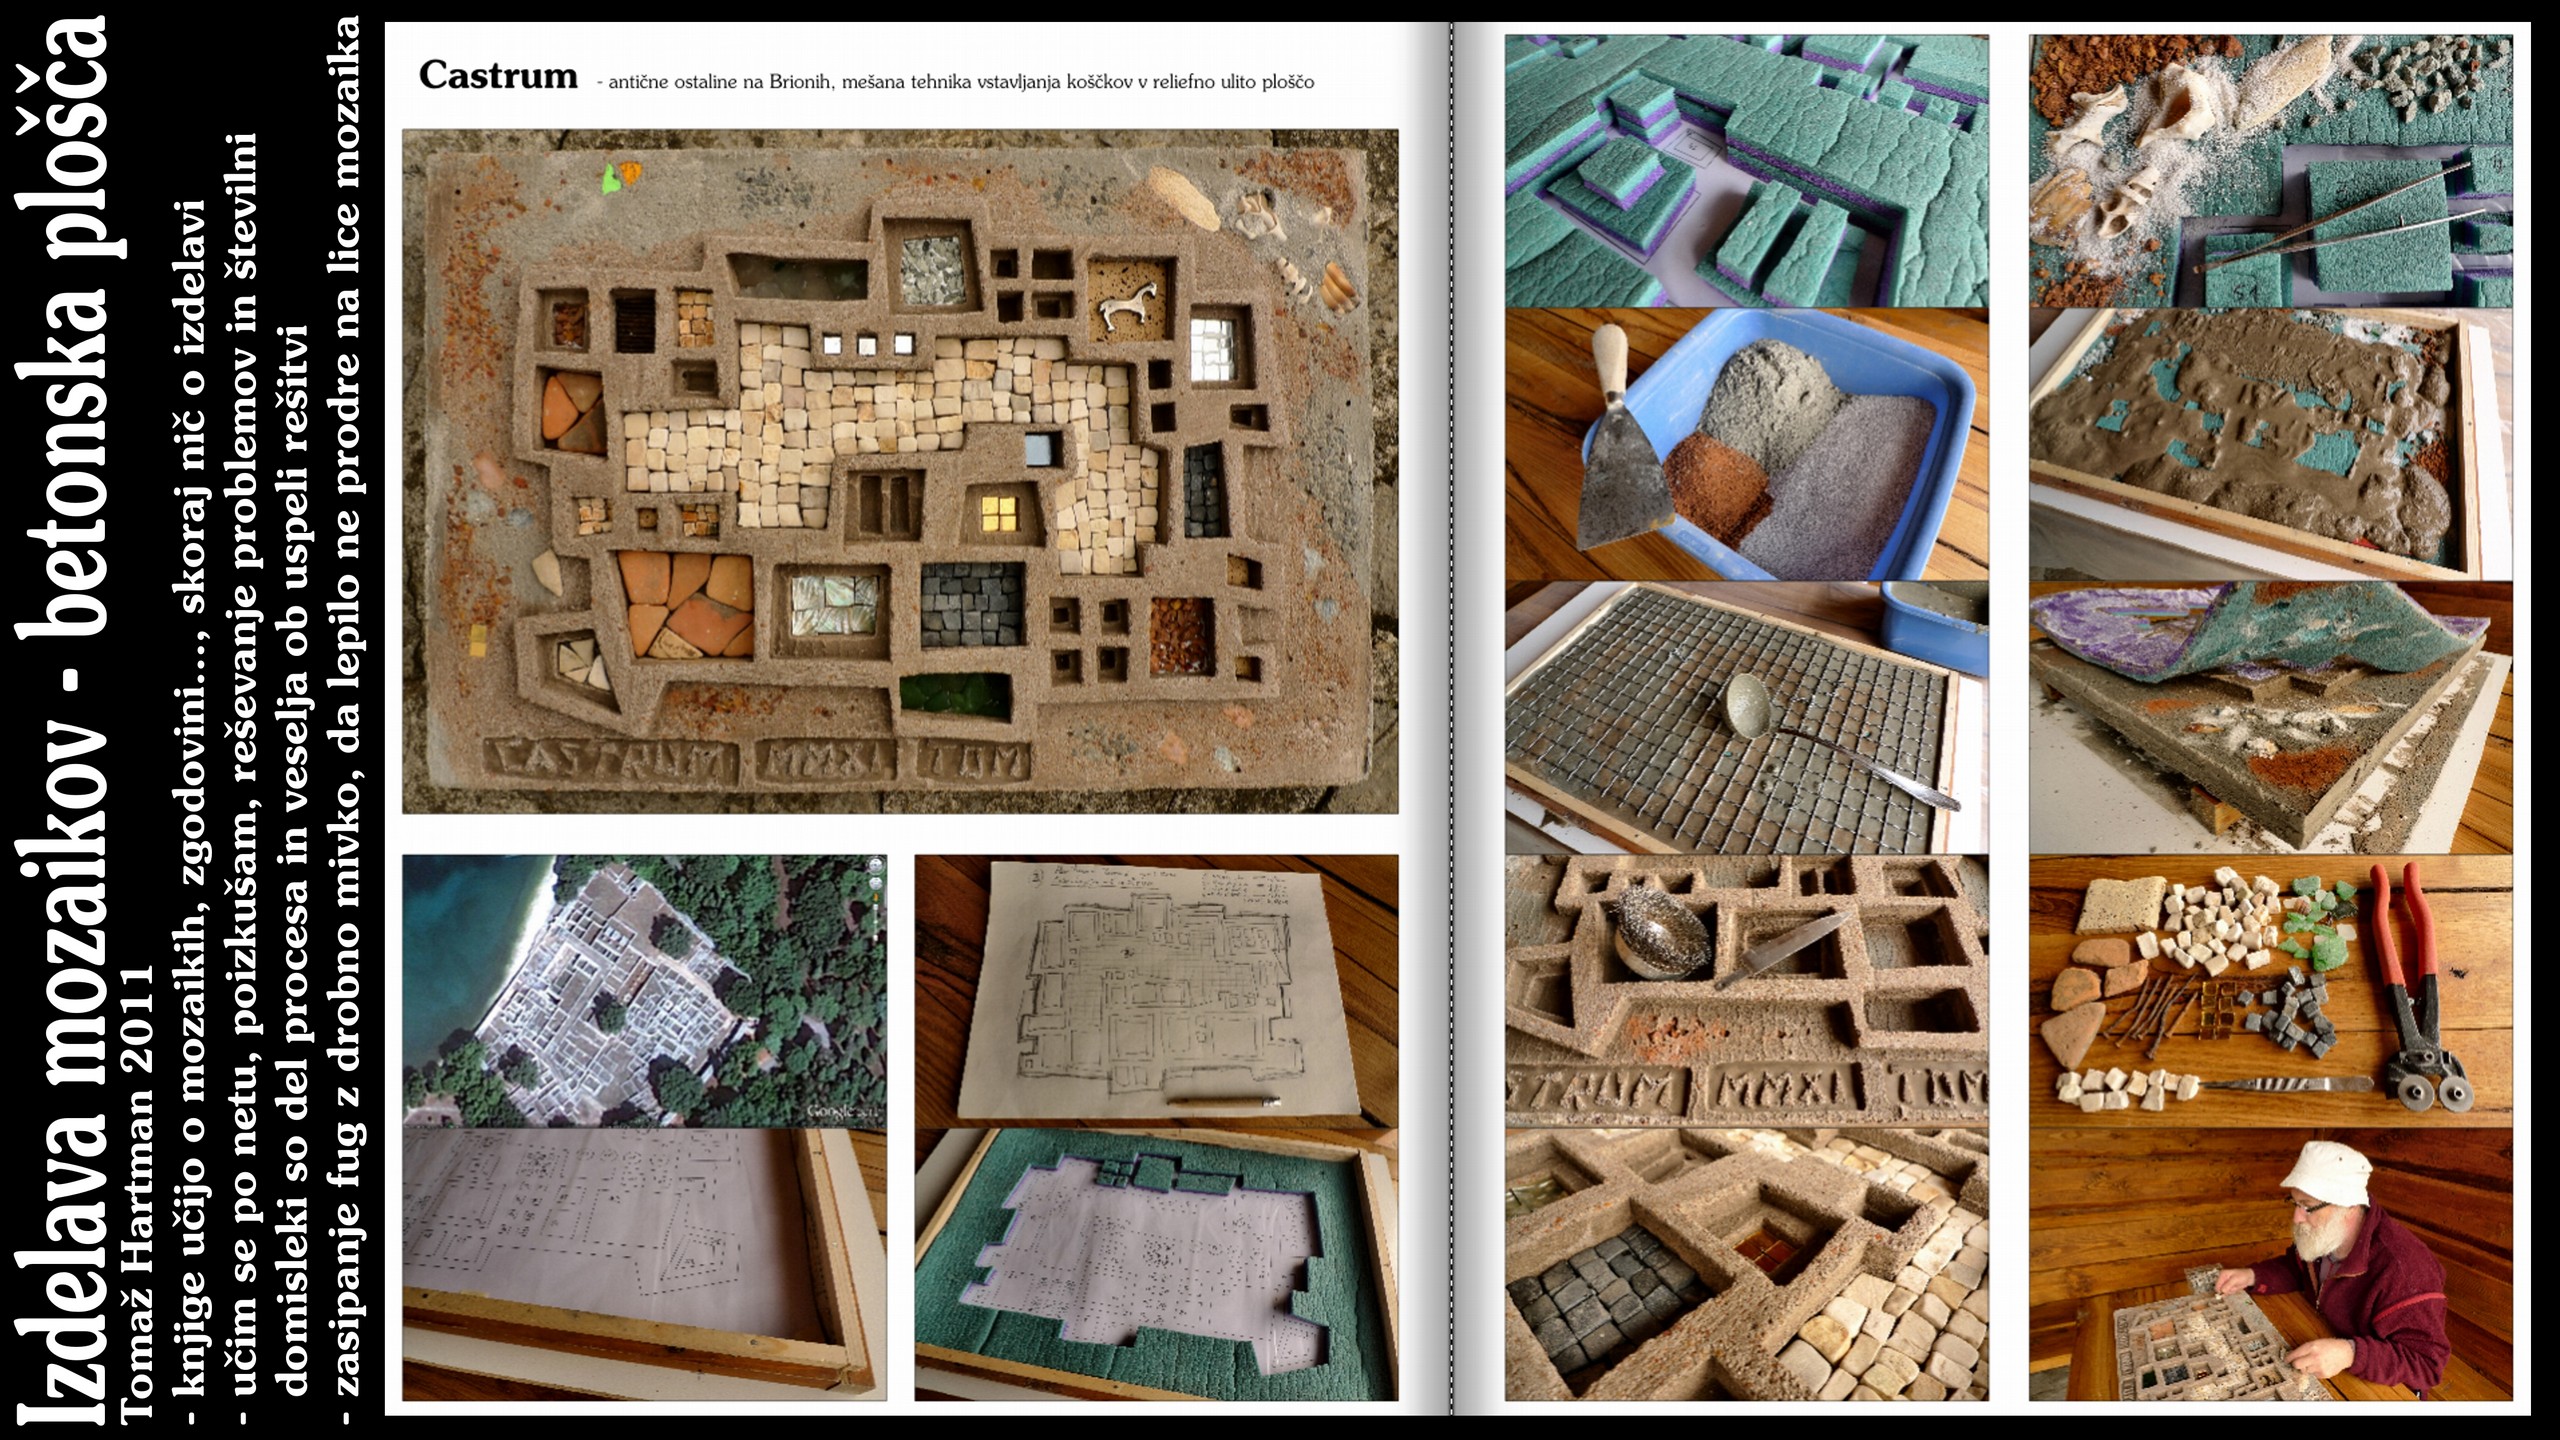 Izdelava mozaikov - betonska plošča
Tomaž Hartman 2011
- knjige učijo o mozaikih, zgodovini..., skoraj nič o izdelavi
- učim se po netu, poizkušam, reševanje problemov in številni
domisleki so del procesa in veselja ob uspeli rešitvi
- zasipanje fug z drobno mivko, da lepilo ne prodre na lice mozaika
Castrum - antične ostaline na Brionih, mešana tehnika vstavljanja koščkov v reliefno ulito ploščo
CASTRUM MMXI TOM
Google
STRUM MMXI TOM